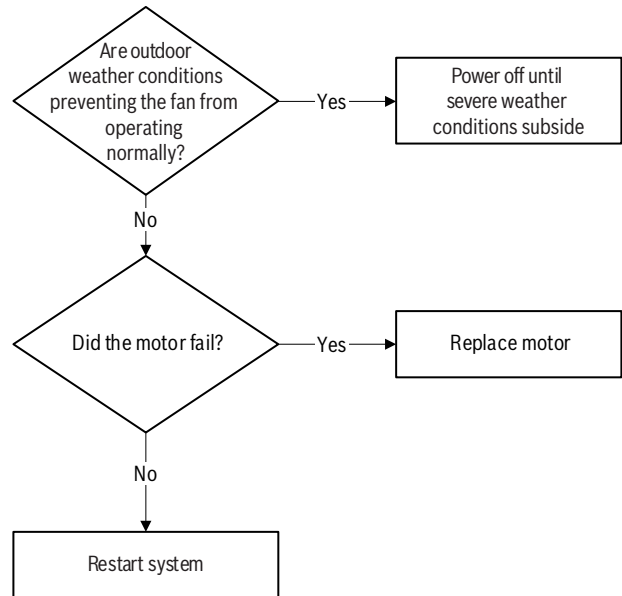 Are outdoor
weather conditions
preventing the fan from
operating
normally?
Yes
Power off until
severe weather
conditions subside
No
Did the motor fail?
Yes
Replace motor
No
Restart system